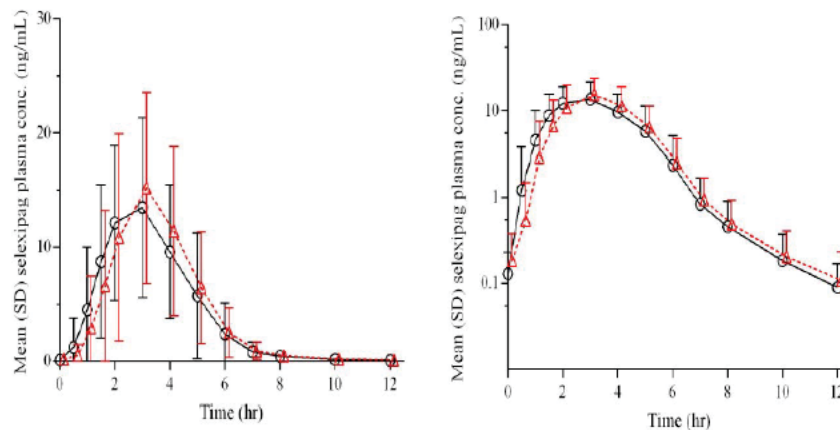 Mean (SD) selexipag plasma conc. (ng/mL)
30
20
10
0
0 2 4 6 8 10 12
Time (hr)
Mean (SD) selexipag plasma conc. (ng/mL)
100
10
1
0.1
0 2 4 6 8 10 12
Time (hr)